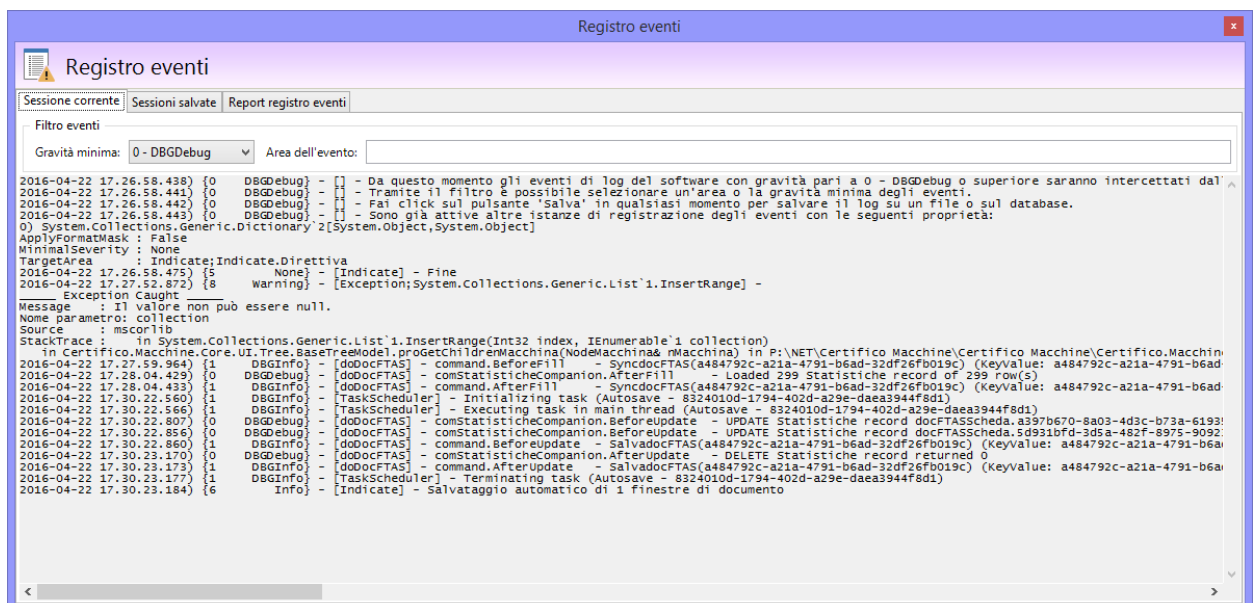 Registro eventi
x
Registro eventi
Sessione corrente Sessioni salvate Report registro eventi
Filtro eventi
Gravità minima: 0 - DBGDebug Area dell'evento:
2016-04-22 17.26.58.438) {0 DBGDebug} - [] - Da questo momento gli eventi di log del software con gravità pari a 0 - DBGDebug o superiore saranno intercettati dal
2016-04-22 17.26.58.441) {0 DBGDebug} - [] - Tramite il filtro è possibile selezionare un'area o la gravità minima degli eventi.
2016-04-22 17.26.58.442) {0 DBGDebug} - [] - Fai click sul pulsante 'Salva' in qualsiasi momento per salvare il log su un file o sul database.
2016-04-22 17.26.58.443) {0 DBGDebug} - [] - Sono già attive altre istanze di registrazione degli eventi con le seguenti proprietà:
0) System.Collections.Generic.Dictionary`2[System.Object,System.Object]
ApplyFormatMask : False
MinimalSeverity : None
TargetArea : Indicate;Indicate.Direttiva
2016-04-22 17.26.58.475) {5 None} - [Indicate] - Fine
2016-04-22 17.27.52.872) {8 Warning} - [Exception;System.Collections.Generic.List`1.InsertRange] -
_____ Exception Caught _____
Message : Il valore non può essere null.
Nome parametro: collection
Source : mscorlib
StackTrace : in System.Collections.Generic.List`1.InsertRange(Int32 index, IEnumerable`1 collection)
in Certifico.Macchine.Core.UI.Tree.BaseTreeModel.proGetChildrenMacchina(NodeMacchina& nMacchina) in P:\NET\Certifico Macchine\Certifico Macchine\Certifico.Macchin
2016-04-22 17.27.59.964) {1 DBGInfo} - [doDocFTAS] - command.BeforeFill - SyncdocFTAS(a484792c-a21a-4791-b6ad-32df26fb019c) (KeyValue: a484792c-a21a-4791-b6ad-
2016-04-22 17.28.04.429) {0 DBGDebug} - [doDocFTAS] - comStatisticheCompanion.AfterFill - Loaded 299 Statistiche record of 299 row(s)
2016-04-22 17.28.04.433) {1 DBGInfo} - [doDocFTAS] - command.AfterFill - SyncdocFTAS(a484792c-a21a-4791-b6ad-32df26fb019c) (KeyValue: a484792c-a21a-4791-b6ad-
2016-04-22 17.30.22.560) {1 DBGInfo} - [TaskScheduler] - Initializing task (Autosave - 8324010d-1794-402d-a29e-daea3944f8d1)
2016-04-22 17.30.22.566) {1 DBGInfo} - [TaskScheduler] - Executing task in main thread (Autosave - 8324010d-1794-402d-a29e-daea3944f8d1)
2016-04-22 17.30.22.807) {0 DBGDebug} - [doDocFTAS] - comStatisticheCompanion.BeforeUpdate - UPDATE Statistiche record docFTASScheda.a397b670-8a03-4d3c-b73a-6193
2016-04-22 17.30.22.856) {0 DBGDebug} - [doDocFTAS] - comStatisticheCompanion.BeforeUpdate - UPDATE Statistiche record docFTASScheda.5d931bfd-3d5a-482f-8975-9092
2016-04-22 17.30.22.860) {1 DBGInfo} - [doDocFTAS] - command.BeforeUpdate - SalvadocFTAS(a484792c-a21a-4791-b6ad-32df26fb019c) (KeyValue: a484792c-a21a-4791-b6a
2016-04-22 17.30.23.170) {0 DBGDebug} - [doDocFTAS] - comStatisticheCompanion.AfterUpdate - DELETE Statistiche record returned 0
2016-04-22 17.30.23.173) {1 DBGInfo} - [doDocFTAS] - command.AfterUpdate - SalvadocFTAS(a484792c-a21a-4791-b6ad-32df26fb019c) (KeyValue: a484792c-a21a-4791-b6a
2016-04-22 17.30.23.177) {1 DBGInfo} - [TaskScheduler] - Terminating task (Autosave - 8324010d-1794-402d-a29e-daea3944f8d1)
2016-04-22 17.30.23.184) {6 Info} - [Indicate] - Salvataggio automatico di 1 finestre di documento